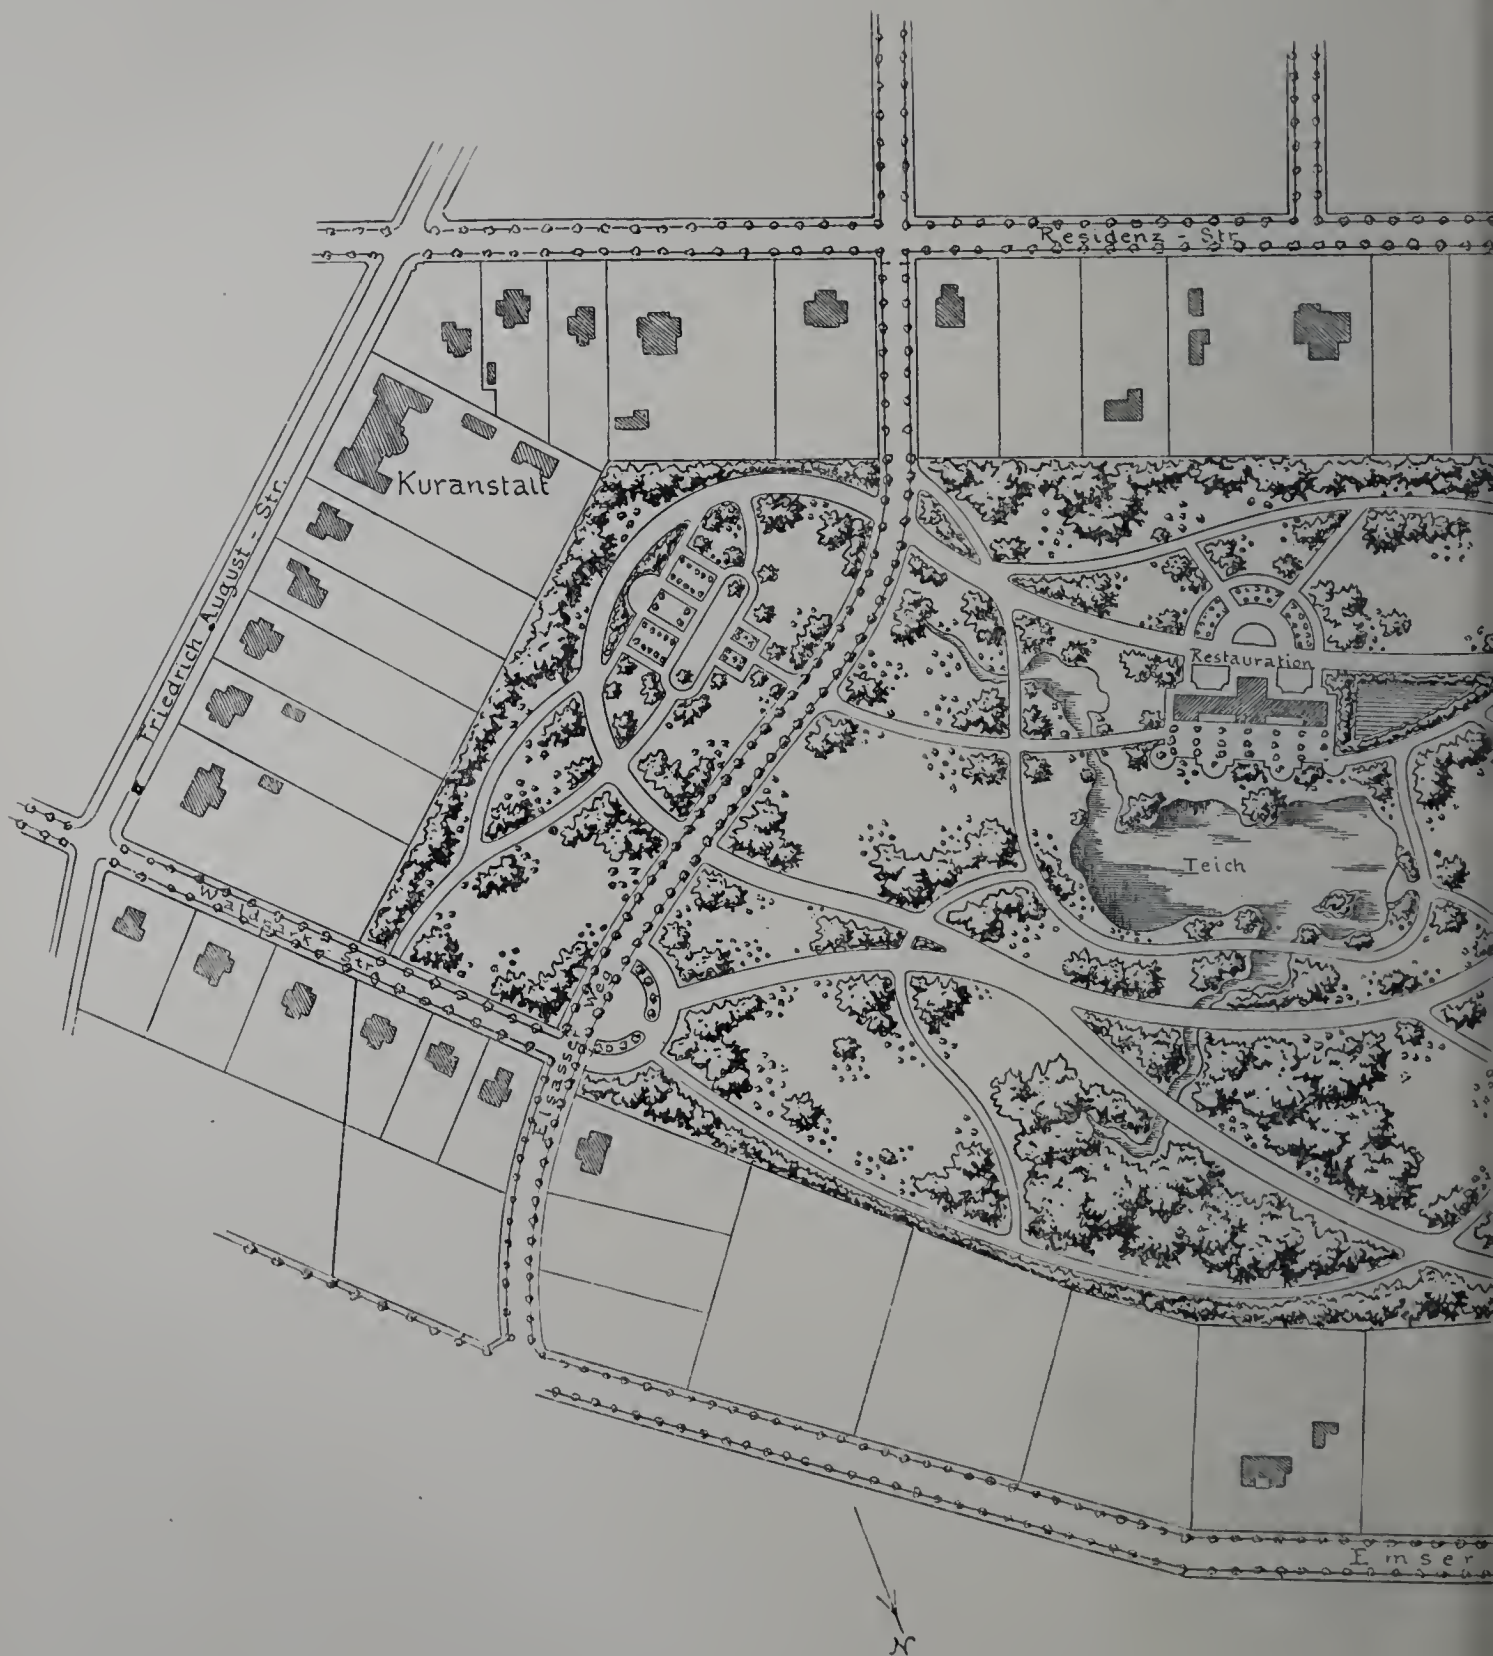 Residenz - Str.
Kuranstalt
Friedrich August - Str.
Restauration
Teich
Waldpark - Str.
Elsasser Weg
Emser
N